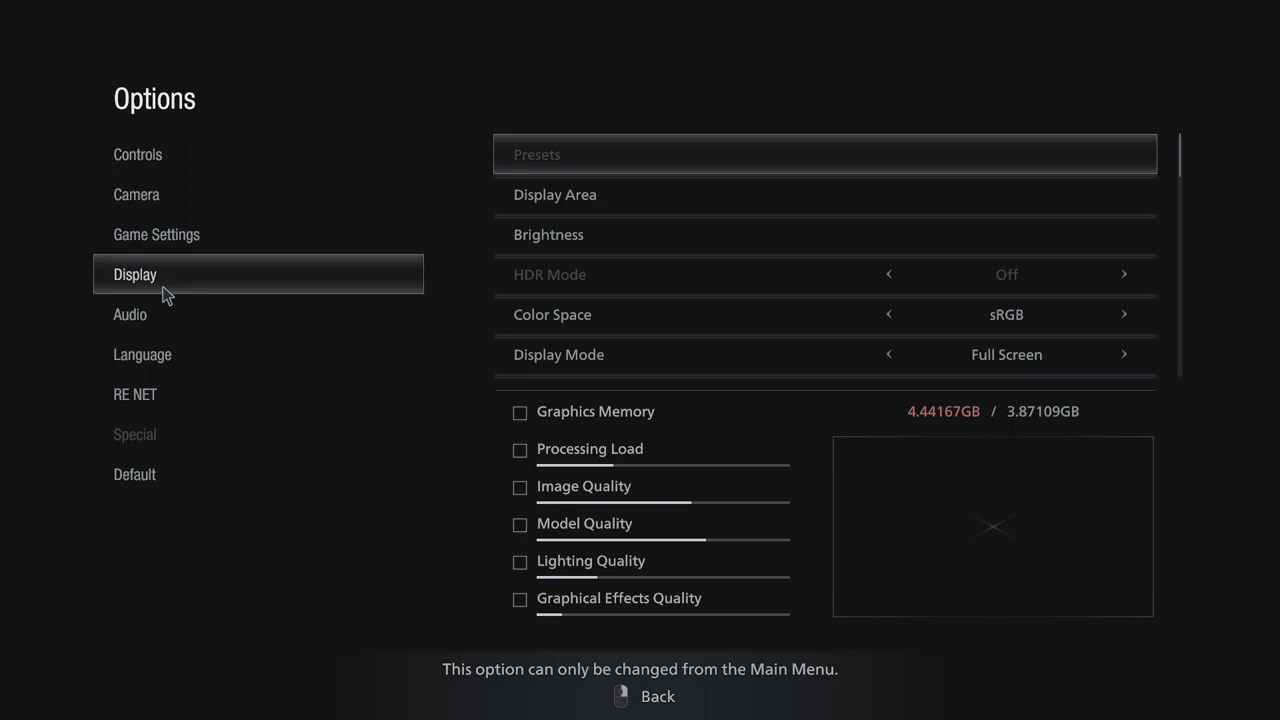 Options
Controls
Camera
Game Settings
Display
Audio
Language
RE NET
Special
Default
Presets
Display Area
Brightness
HDR Mode Off
Color Space sRGB
Display Mode Full Screen
Graphics Memory 4.44167GB / 3.87109GB
Processing Load
Image Quality
Model Quality
Lighting Quality
Graphical Effects Quality
This option can only be changed from the Main Menu.
Back